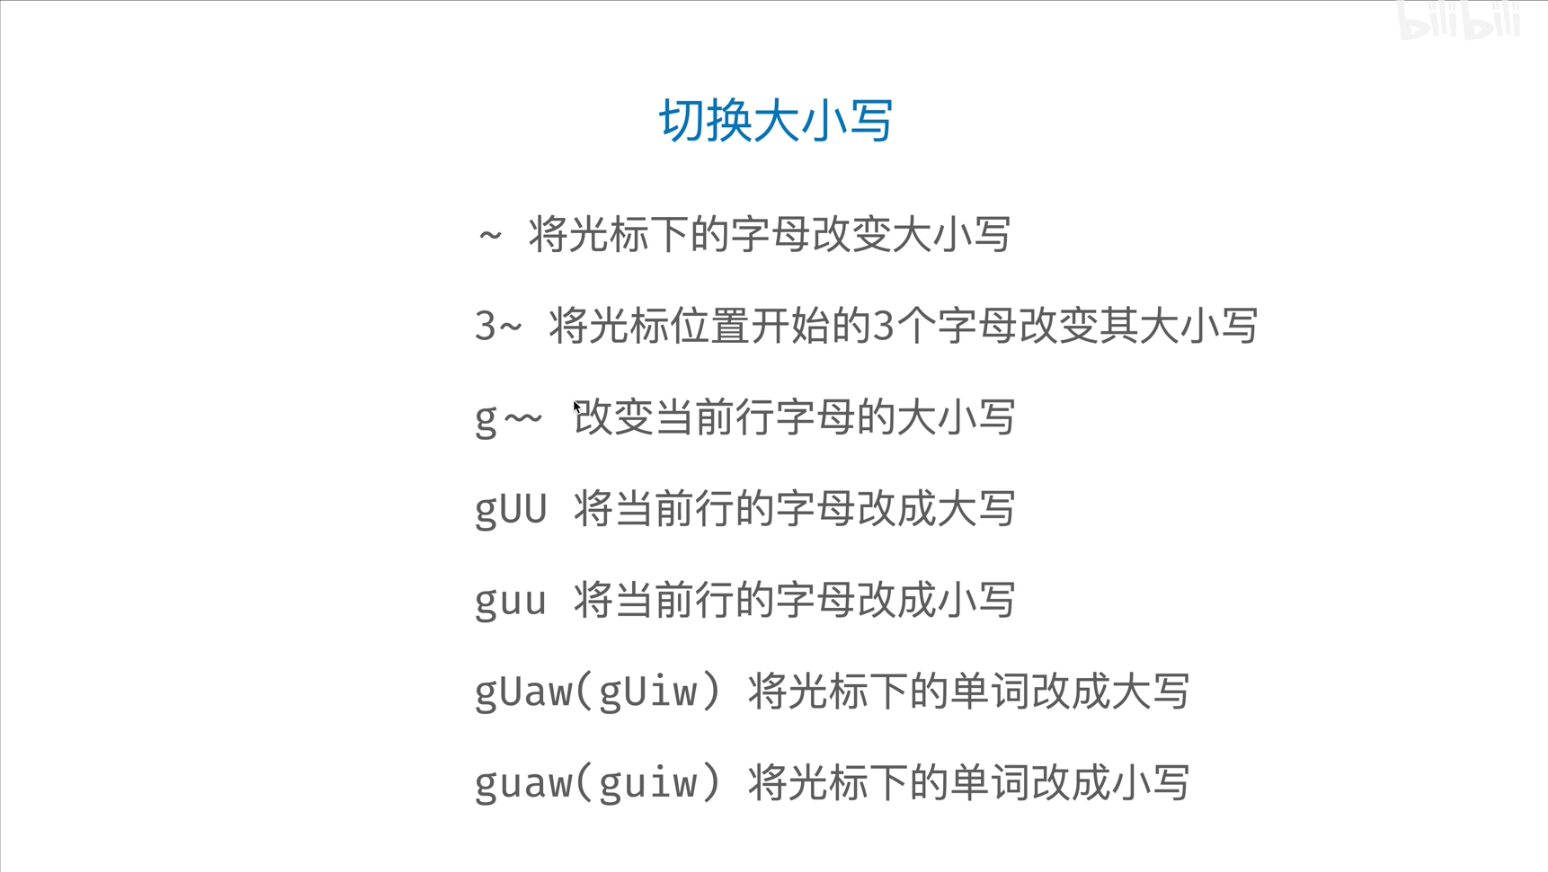 bilibili
切换大小写
~ 将光标下的字母改变大小写
3~ 将光标位置开始的3个字母改变其大小写
g~~ 改变当前行字母的大小写
gUU 将当前行的字母改成大写
guu 将当前行的字母改成小写
gUaw(gUiw) 将光标下的单词改成大写
guaw(guiw) 将光标下的单词改成小写